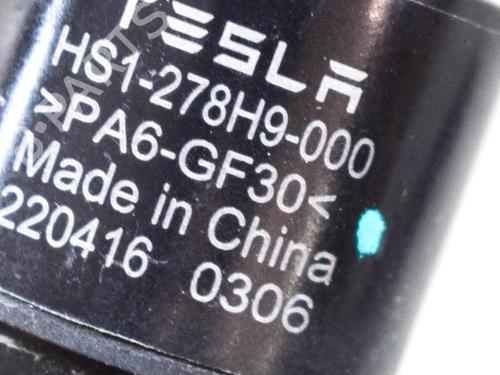 TESLA
HS1-278H9-000
>PA6-GF30<
Made in China
220416 0306